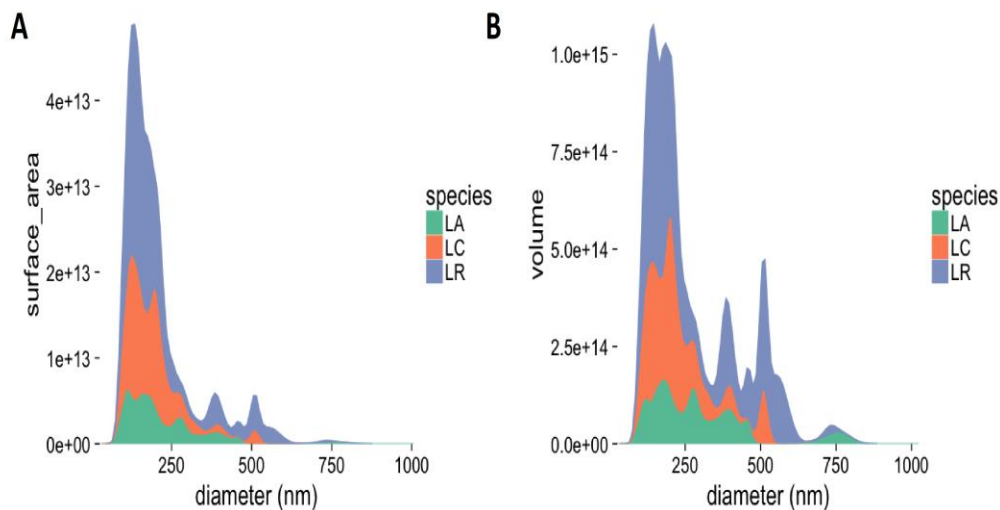 A
surface_area
4e+13
3e+13
2e+13
1e+13
0e+00
250
500
750
1000
diameter (nm)
species
LA
LC
LR
B
volume
1.0e+15
7.5e+14
5.0e+14
2.5e+14
0.0e+00
250
500
750
1000
diameter (nm)
species
LA
LC
LR